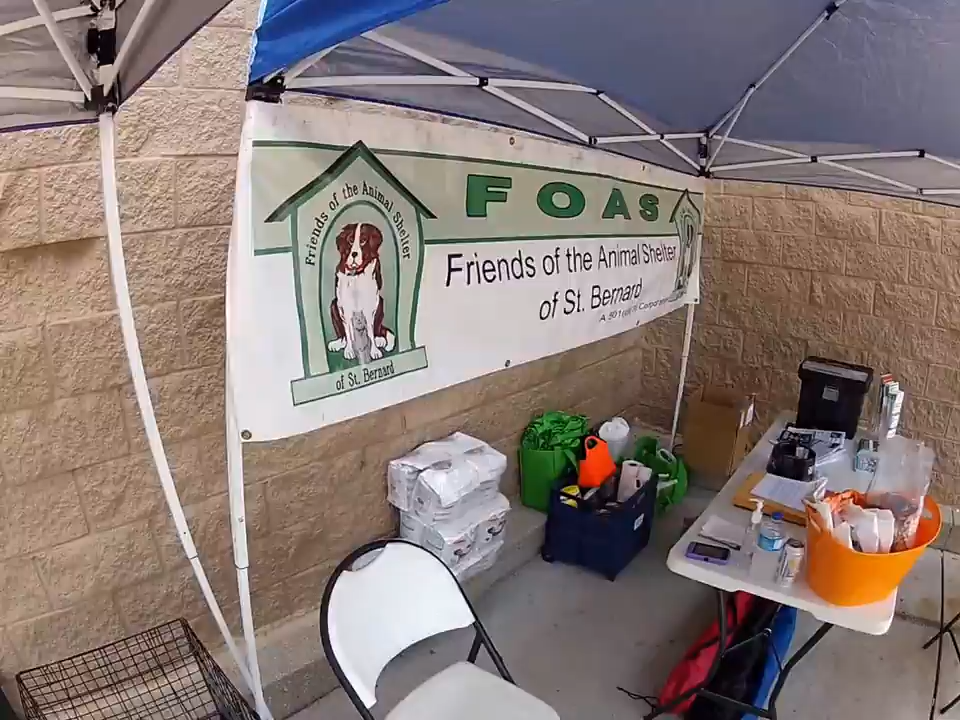 Friends of the Animal Shelter
of St. Bernard
FOAS
Friends of the Animal Shelter
of St. Bernard